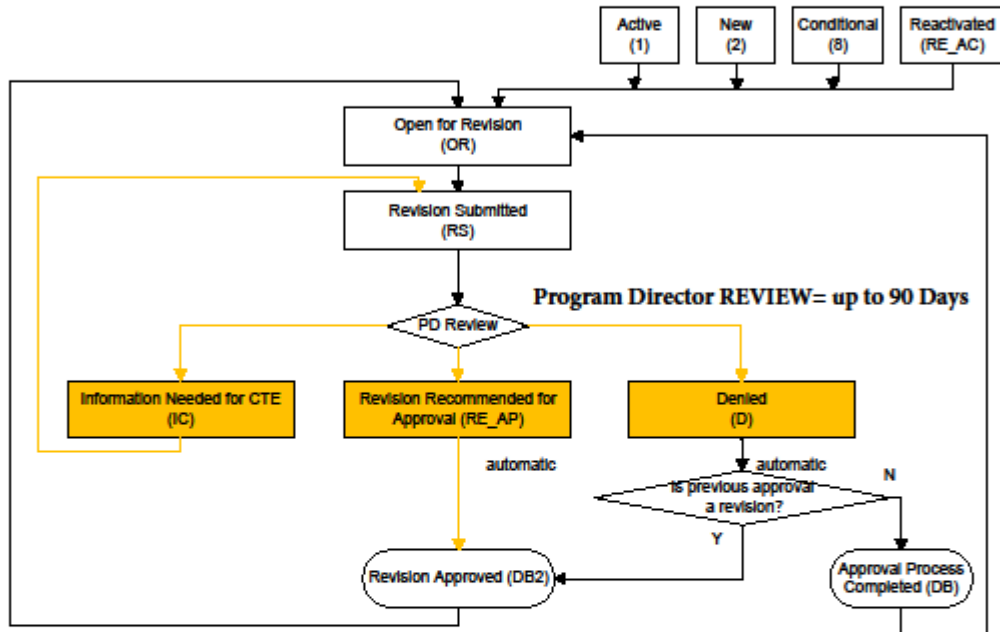 Active
(1)
New
(2)
Conditional
(8)
Reactivated
(RE_AC)
Open for Revision
(OR)
Revision Submitted
(RS)
Program Director REVIEW= up to 90 Days
PD Review
Information Needed for CTE
(IC)
Revision Recommended for
Approval (RE_AP)
Denied
(D)
automatic
automatic
N
Is previous approval
a revision?
Y
Revision Approved (DB2)
Approval Process
Completed (DB)